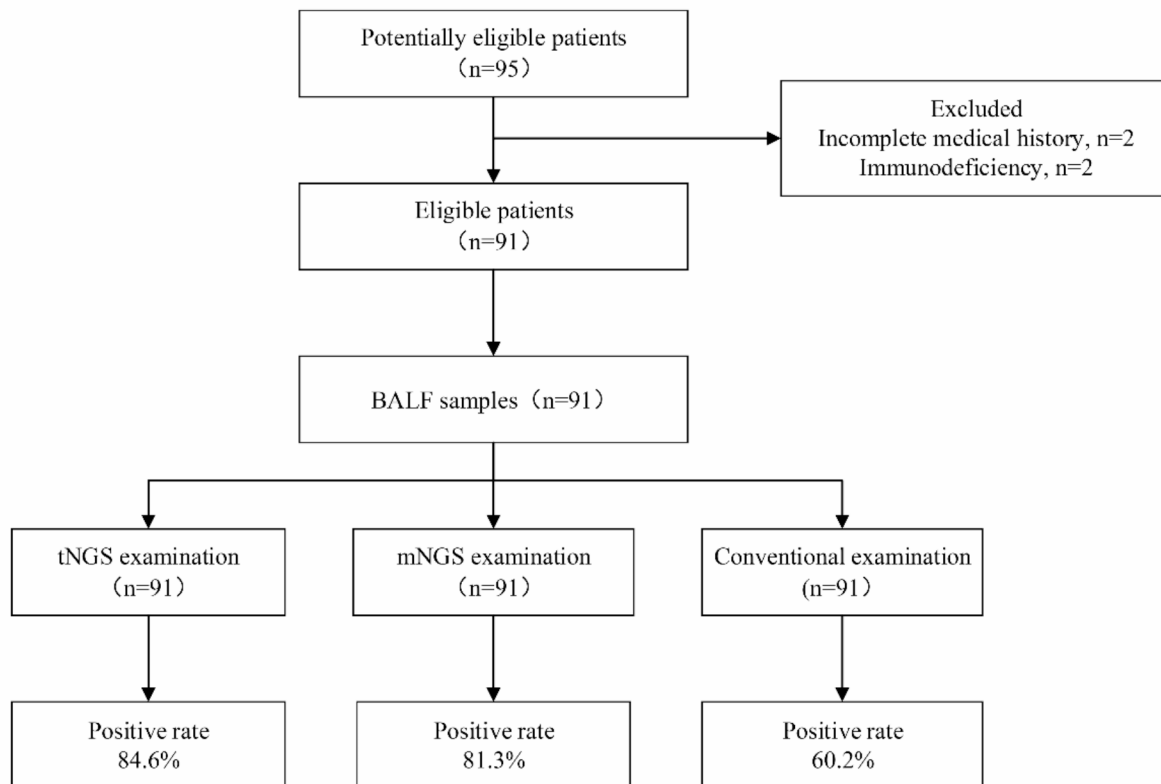 Potentially eligible patients
（n=95）
Excluded
Incomplete medical history, n=2
Immunodeficiency, n=2
Eligible patients
（n=91）
BALF samples（n=91）
tNGS examination
（n=91）
mNGS examination
（n=91）
Conventional examination
(n=91）
Positive rate
84.6%
Positive rate
81.3%
Positive rate
60.2%